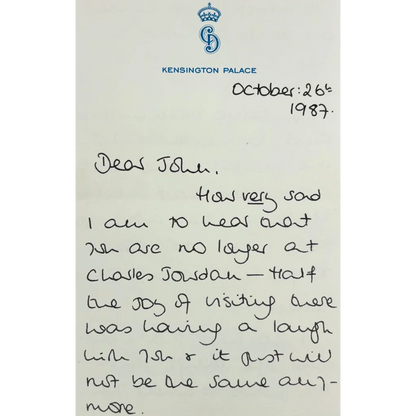 KENSINGTON PALACE
October: 26th
1987.
Dear John,
How very sad
I am to hear that
you are no longer at
Charles Jourdan - Half
the joy of visiting there
was having a laugh
with you & it just will
not be the same any-
more.